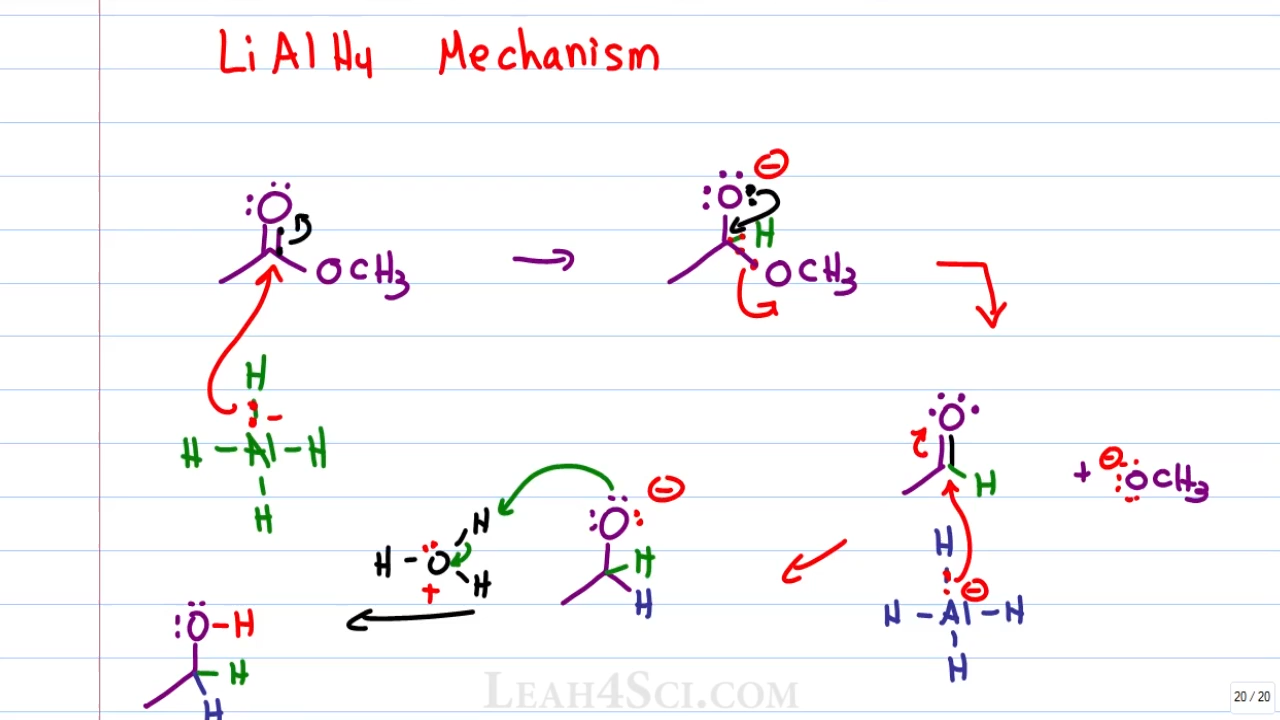 LiAlH4 Mechanism
O O
H
OCH3 OCH3
H
O
H - Al - H H + OCH3
H O H
H H - O H H
H - Al - H
O - H H
H
H H
LEAH4SCI.COM
20 / 20